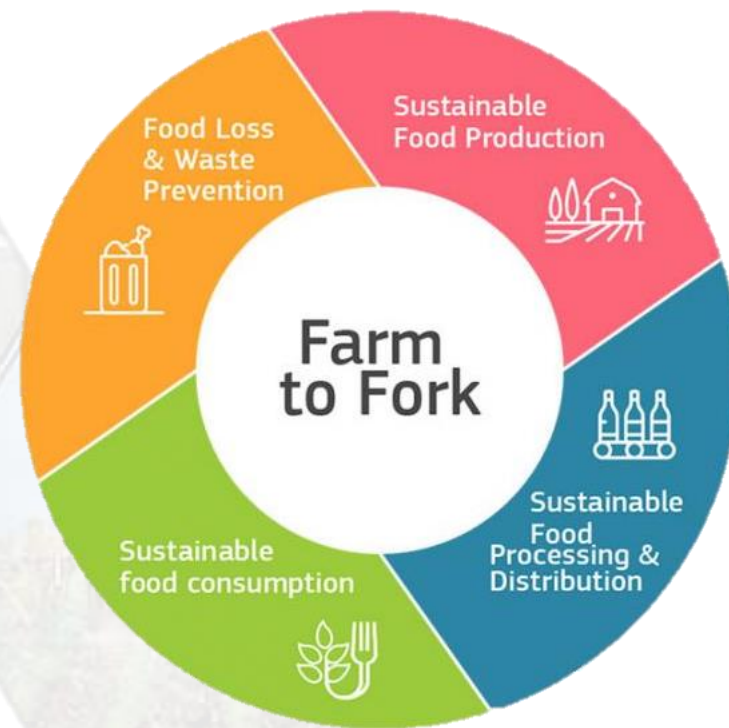 Food Loss
& Waste
Prevention
Sustainable
Food Production
Farm
to Fork
Sustainable
Food
Processing &
Distribution
Sustainable
food consumption